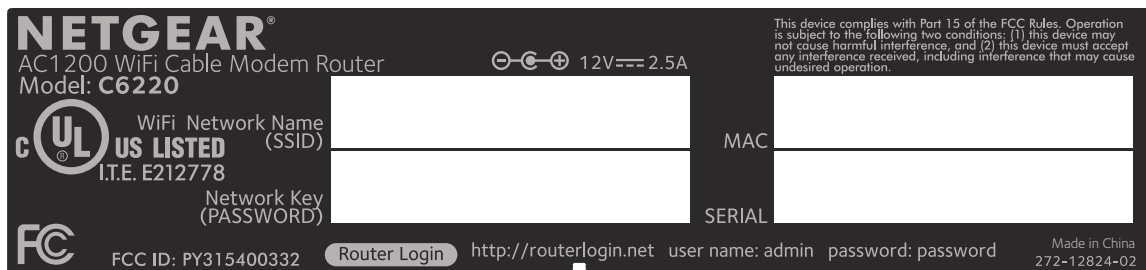 NETGEAR®
AC1200 WiFi Cable Modem Router
Model: C6220
12V 2.5A
This device complies with Part 15 of the FCC Rules. Operation
is subject to the following two conditions: (1) this device may
not cause harmful interference, and (2) this device must accept
any interference received, including interference that may cause
undesired operation.
C UL ® US LISTED
I.T.E. E212778
WiFi Network Name
(SSID)
MAC
Network Key
(PASSWORD)
SERIAL
FC
FCC ID: PY315400332
Router Login http://routerlogin.net user name: admin password: password
Made in China
272-12824-02